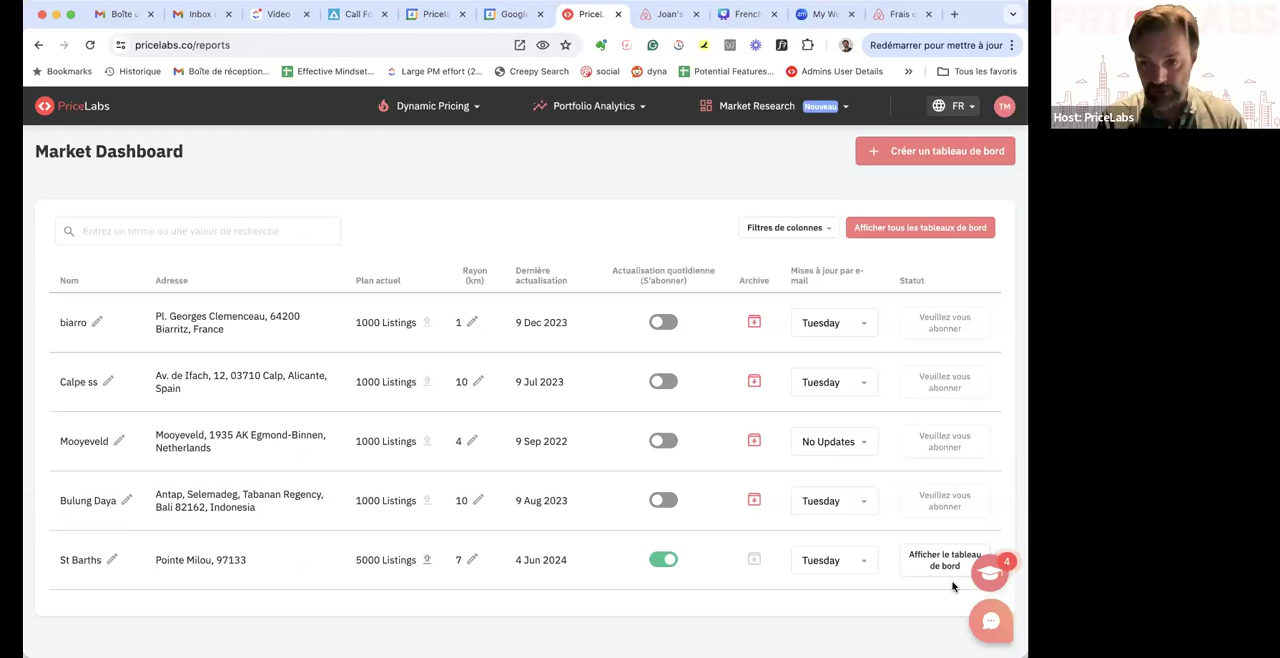 Boîte d
Inbox
Video
Call Fo
Pricela
Google
PriceL
Joan's
French
My We
Frais d
pricelabs.co/reports
Redémarrer pour mettre à jour
Bookmarks
Historique
Boîte de réception...
Effective Mindset...
Large PM effort (2...
Creepy Search
social
dyna
Potential Features...
Admins User Details
»
Tous les favoris
PriceLabs
Dynamic Pricing
Portfolio Analytics
Market Research
Nouveau
FR
TM
Host: PriceLabs
Market Dashboard
+ Créer un tableau de bord
Entrez un terme ou une valeur de recherche
Filtres de colonnes
Afficher tous les tableaux de bord
Nom
Adresse
Plan actuel
Rayon
(km)
Dernière
actualisation
Actualisation quotidienne
(S'abonner)
Archive
Mises à jour par e-
mail
Statut
biarro
Pl. Georges Clemenceau, 64200
Biarritz, France
1000 Listings
1
9 Dec 2023
Tuesday
Veuillez vous
abonner
Calpe ss
Av. de Ifach, 12, 03710 Calp, Alicante,
Spain
1000 Listings
10
9 Jul 2023
Tuesday
Veuillez vous
abonner
Mooyeveld
Mooyeveld, 1935 AK Egmond-Binnen,
Netherlands
1000 Listings
4
9 Sep 2022
No Updates
Veuillez vous
abonner
Bulung Daya
Antap, Selemadeg, Tabanan Regency,
Bali 82162, Indonesia
1000 Listings
10
9 Aug 2023
Tuesday
Veuillez vous
abonner
St Barths
Pointe Milou, 97133
5000 Listings
7
4 Jun 2024
Tuesday
Afficher le tableau
de bord
4